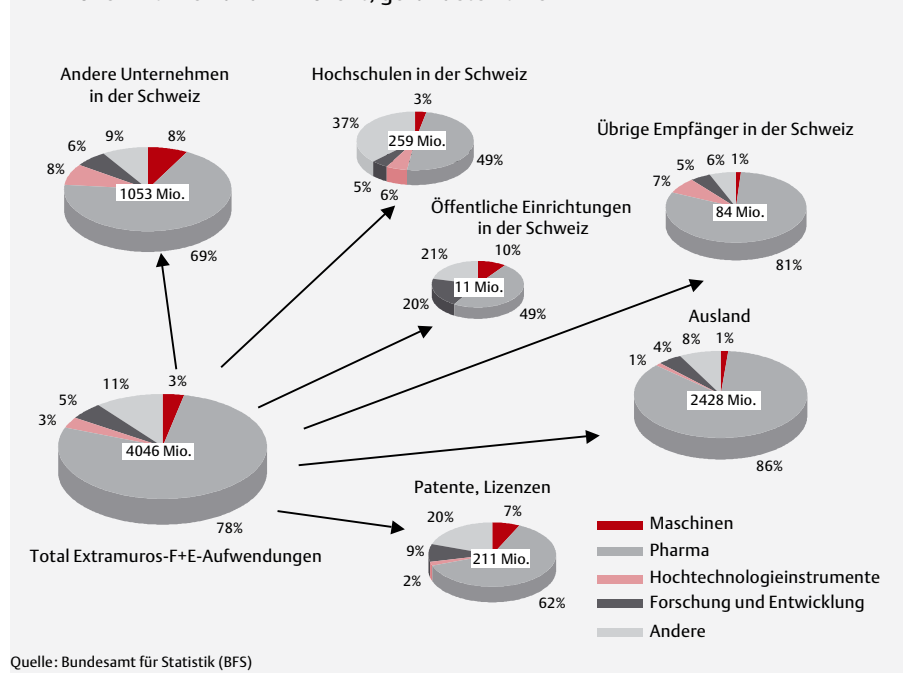 Andere Unternehmen
in der Schweiz
9%
8%
6%
8%
1053 Mio.
69%
Hochschulen in der Schweiz
3%
37%
259 Mio.
49%
5%
6%
Übrige Empfänger in der Schweiz
6%
1%
5%
7%
84 Mio.
81%
Öffentliche Einrichtungen
in der Schweiz
21%
10%
11 Mio.
20%
49%
Ausland
8%
1%
4%
1%
2428 Mio.
86%
11%
3%
5%
3%
4046 Mio.
78%
Total Extramuros-F+E-Aufwendungen
Patente, Lizenzen
20%
7%
9%
211 Mio.
2%
62%
Maschinen
Pharma
Hochtechnologieinstrumente
Forschung und Entwicklung
Andere
Quelle: Bundesamt für Statistik (BFS)